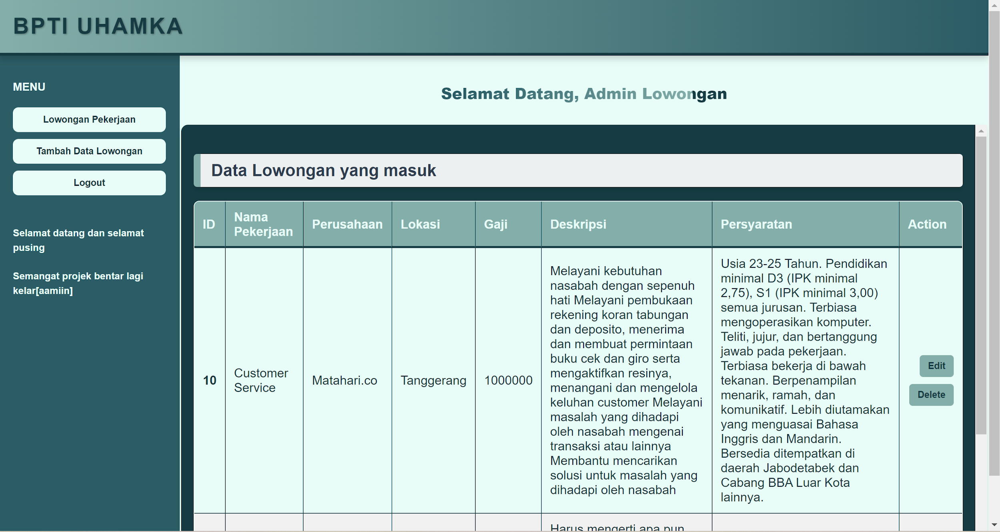 BPTI UHAMKA
MENU
Lowongan Pekerjaan
Tambah Data Lowongan
Logout
Selamat datang dan selamat
pusing
Semangat projek bentar lagi
kelar[aamiin]
Selamat Datang, Admin Lowongan
Data Lowongan yang masuk
ID
Nama
Pekerjaan
Perusahaan
Lokasi
Gaji
Deskripsi
Persyaratan
Action
10
Customer
Service
Matahari.co
Tanggerang
1000000
Melayani kebutuhan
nasabah dengan sepenuh
hati Melayani pembukaan
rekening koran tabungan
dan deposito, menerima
dan membuat permintaan
buku cek dan giro serta
mengaktifkan resinya,
menangani dan mengelola
keluhan customer Melayani
masalah yang dihadapi
oleh nasabah mengenai
transaksi atau lainnya
Membantu mencarikan
solusi untuk masalah yang
dihadapi oleh nasabah
Usia 23-25 Tahun. Pendidikan
minimal D3 (IPK minimal
2,75), S1 (IPK minimal 3,00)
semua jurusan. Terbiasa
mengoperasikan komputer.
Teliti, jujur, dan bertanggung
jawab pada pekerjaan.
Terbiasa bekerja di bawah
tekanan. Berpenampilan
menarik, ramah, dan
komunikatif. Lebih diutamakan
yang menguasai Bahasa
Inggris dan Mandarin.
Bersedia ditempatkan di
daerah Jabodetabek dan
Cabang BBA Luar Kota
lainnya.
Edit
Delete
Harus mengerti apa pun